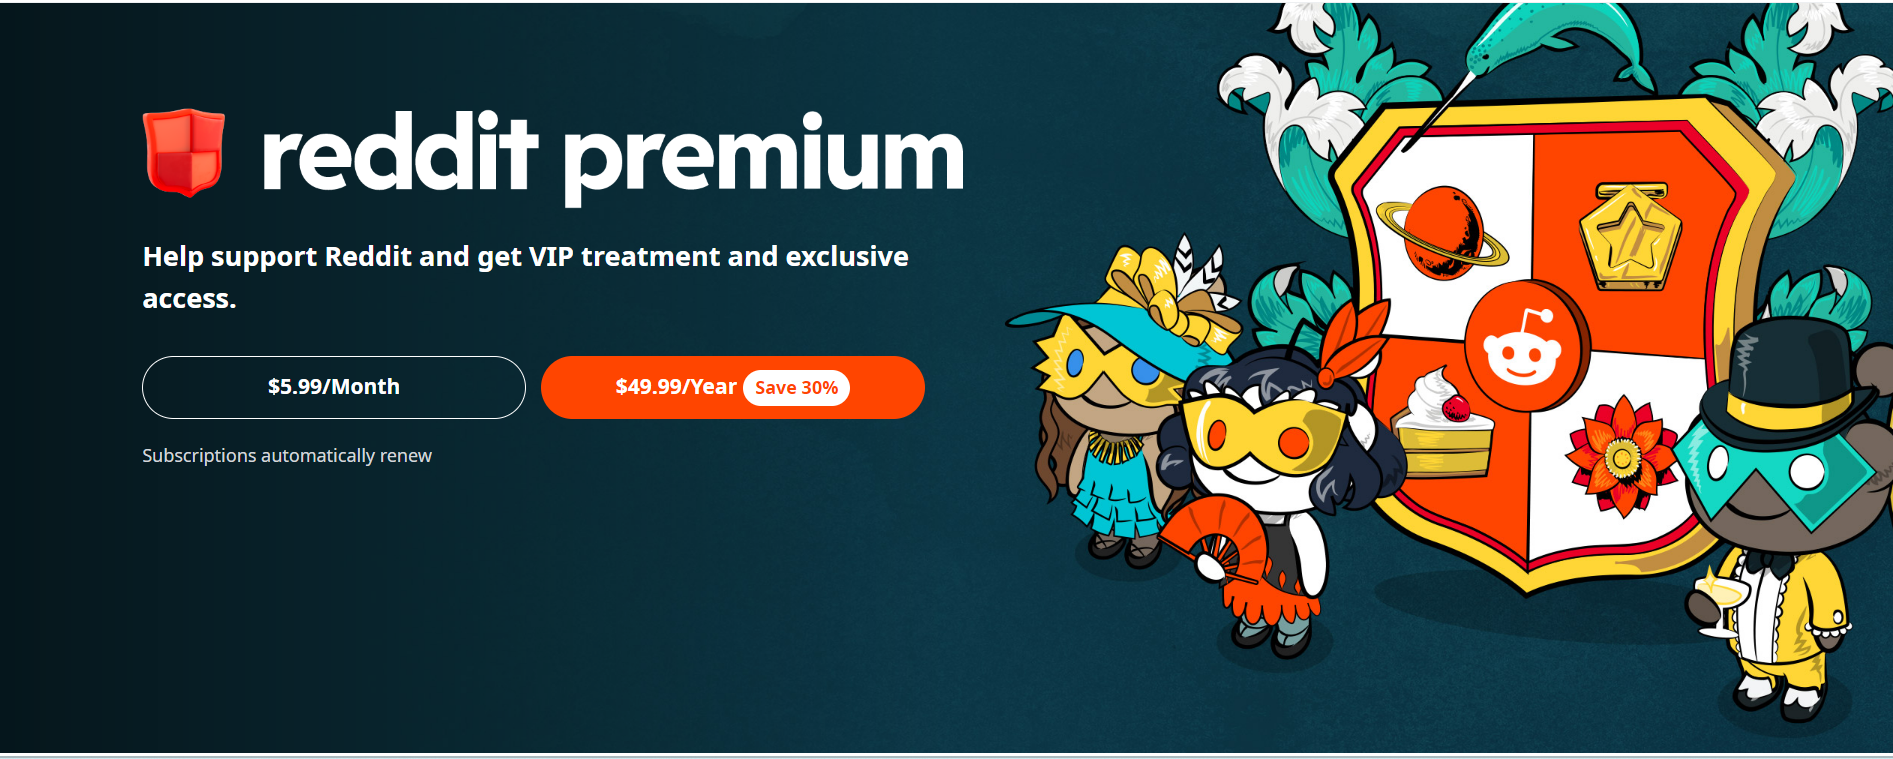 reddit premium
Help support Reddit and get VIP treatment and exclusive
access.
$5.99/Month
$49.99/Year Save 30%
Subscriptions automatically renew